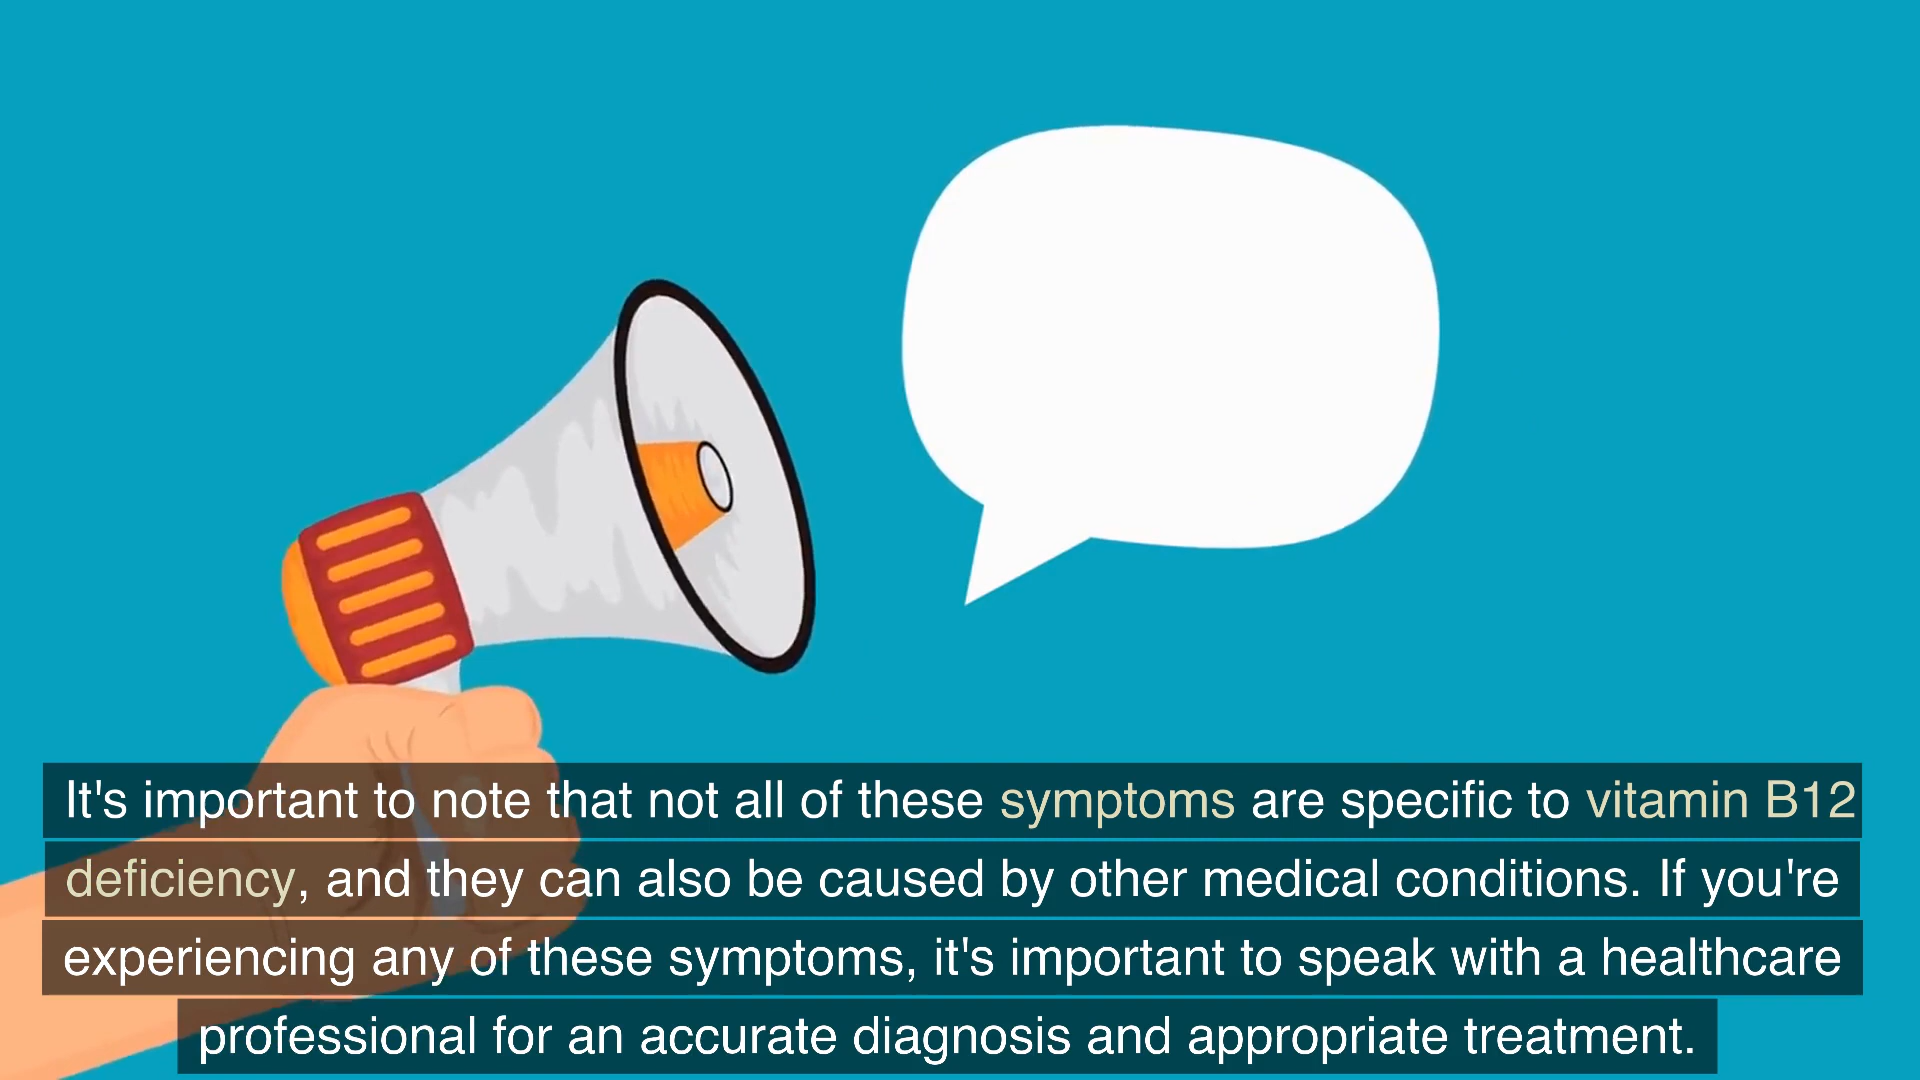 It's important to note that not all of these symptoms are specific to vitamin B12
deficiency, and they can also be caused by other medical conditions. If you're
experiencing any of these symptoms, it's important to speak with a healthcare
professional for an accurate diagnosis and appropriate treatment.